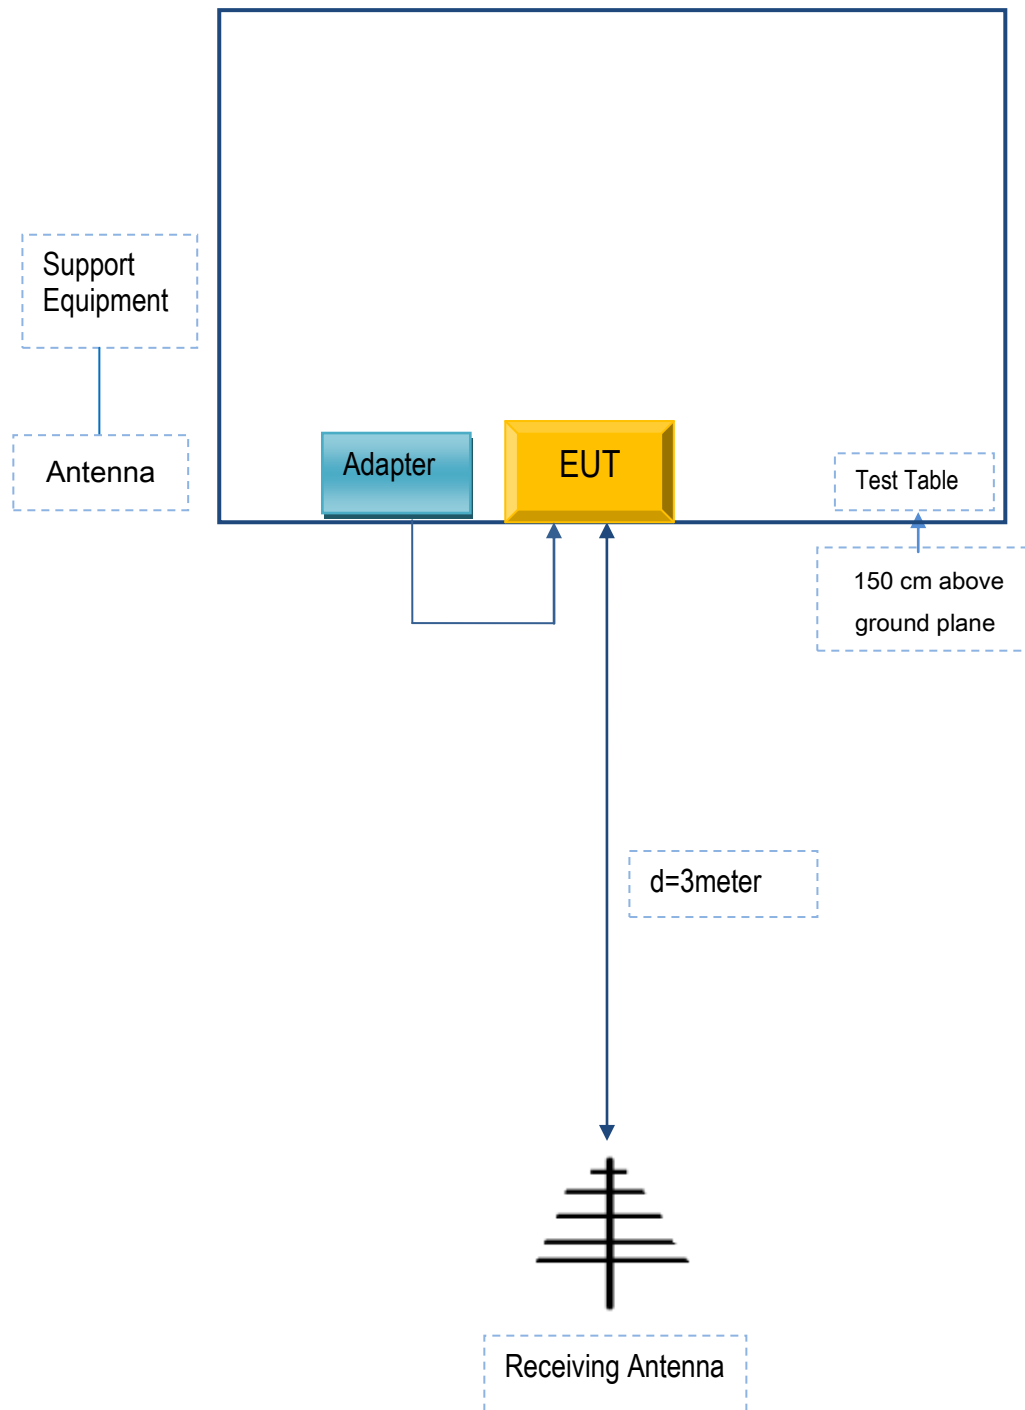 Support
Equipment
Antenna
Adapter
EUT
Test Table
150 cm above
ground plane
d=3meter
Receiving Antenna